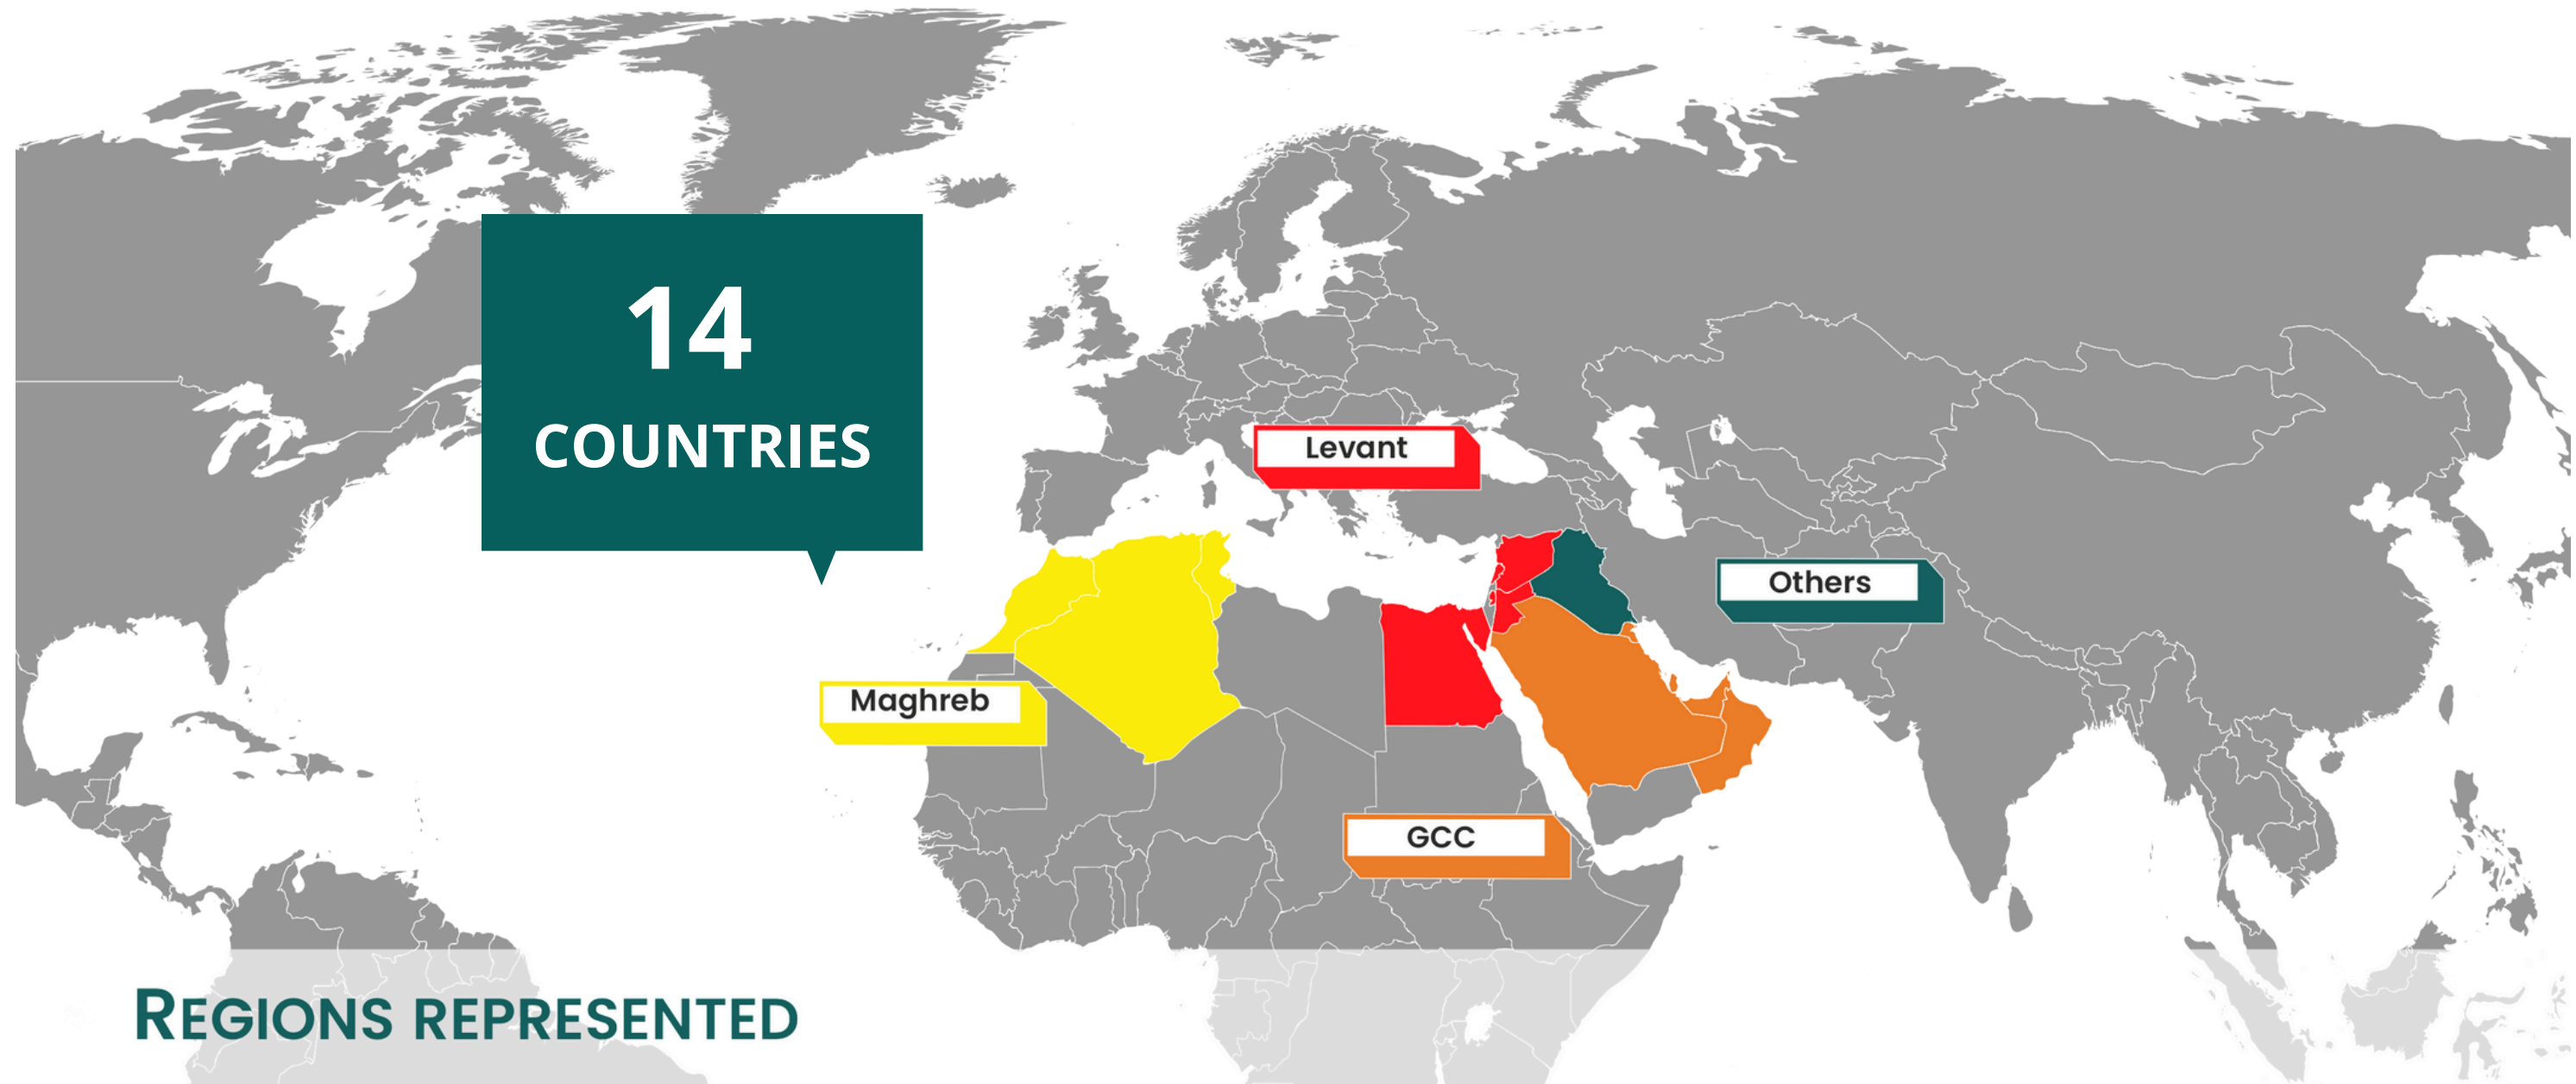 14
COUNTRIES
Levant
Others
Maghreb
GCC
REGIONS REPRESENTED